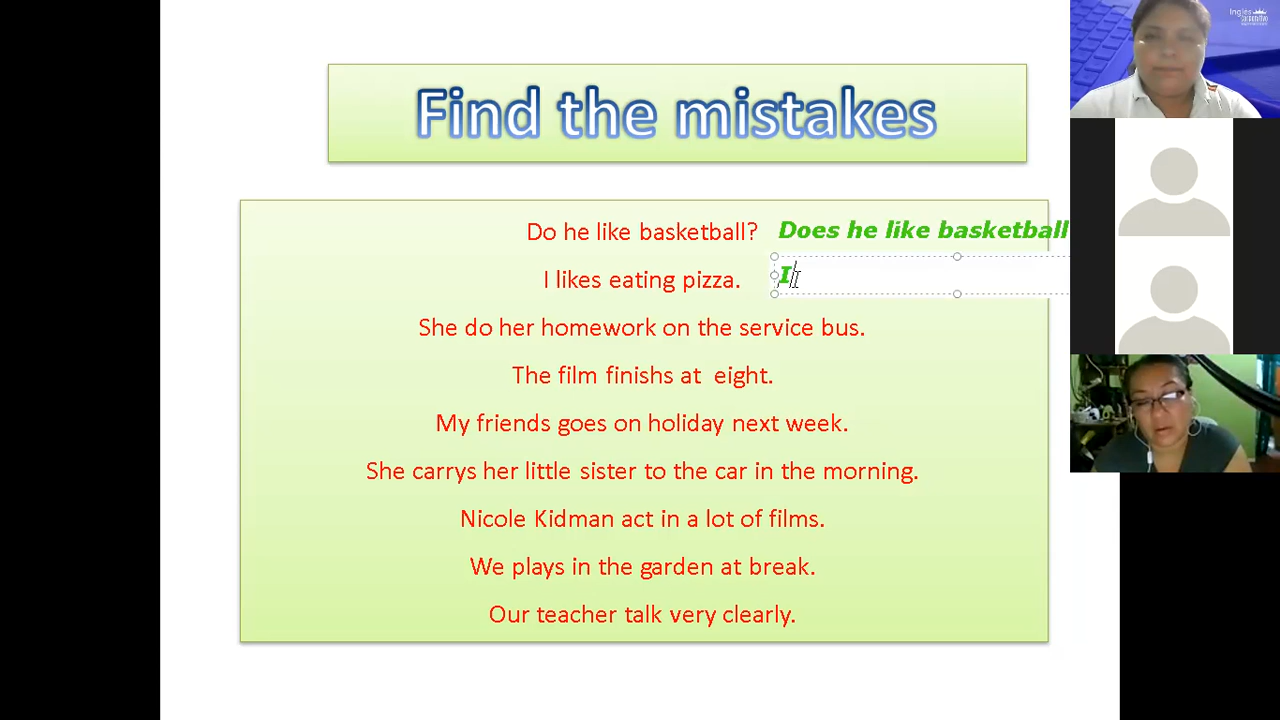 Inglés
corporativo
Find the mistakes
Do he like basketball? Does he like basketball
I likes eating pizza. I
She do her homework on the service bus.
The film finishs at eight.
My friends goes on holiday next week.
She carrys her little sister to the car in the morning.
Nicole Kidman act in a lot of films.
We plays in the garden at break.
Our teacher talk very clearly.